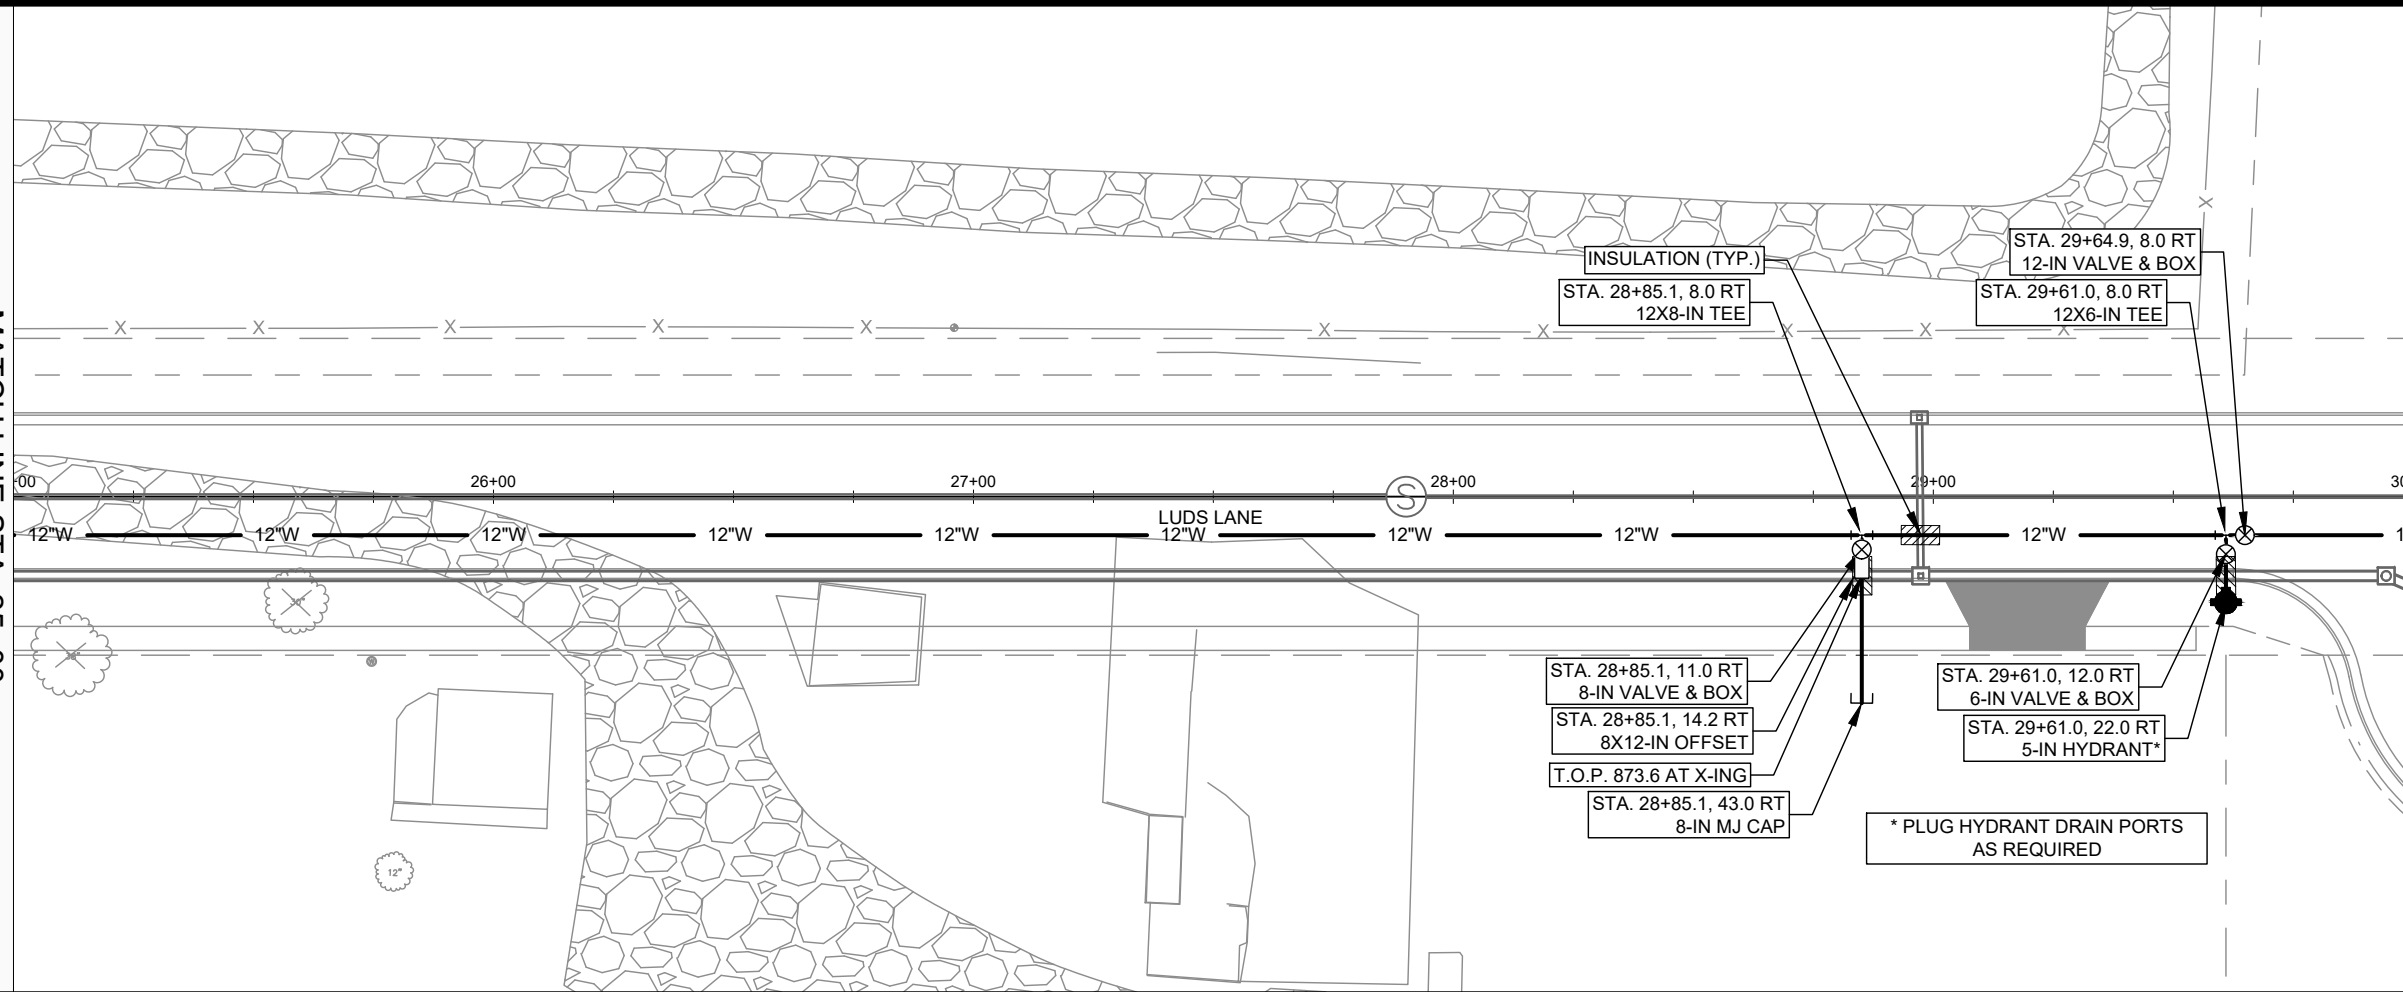 INSULATION (TYP.)
STA. 28+85.1, 8.0 RT
12X8-IN TEE
STA. 29+64.9, 8.0 RT
12-IN VALVE & BOX
STA. 29+61.0, 8.0 RT
12X6-IN TEE
X X X X X X X X X X X
+00
26+00
27+00
28+00
29+00
30
S
LUDS LANE
12"W
12"W
12"W
12"W
12"W
12"W
12"W
12"W
12"W
1
STA. 28+85.1, 11.0 RT
8-IN VALVE & BOX
STA. 28+85.1, 14.2 RT
8X12-IN OFFSET
T.O.P. 873.6 AT X-ING
STA. 28+85.1, 43.0 RT
8-IN MJ CAP
STA. 29+61.0, 12.0 RT
6-IN VALVE & BOX
STA. 29+61.0, 22.0 RT
5-IN HYDRANT*
* PLUG HYDRANT DRAIN PORTS
AS REQUIRED
12"